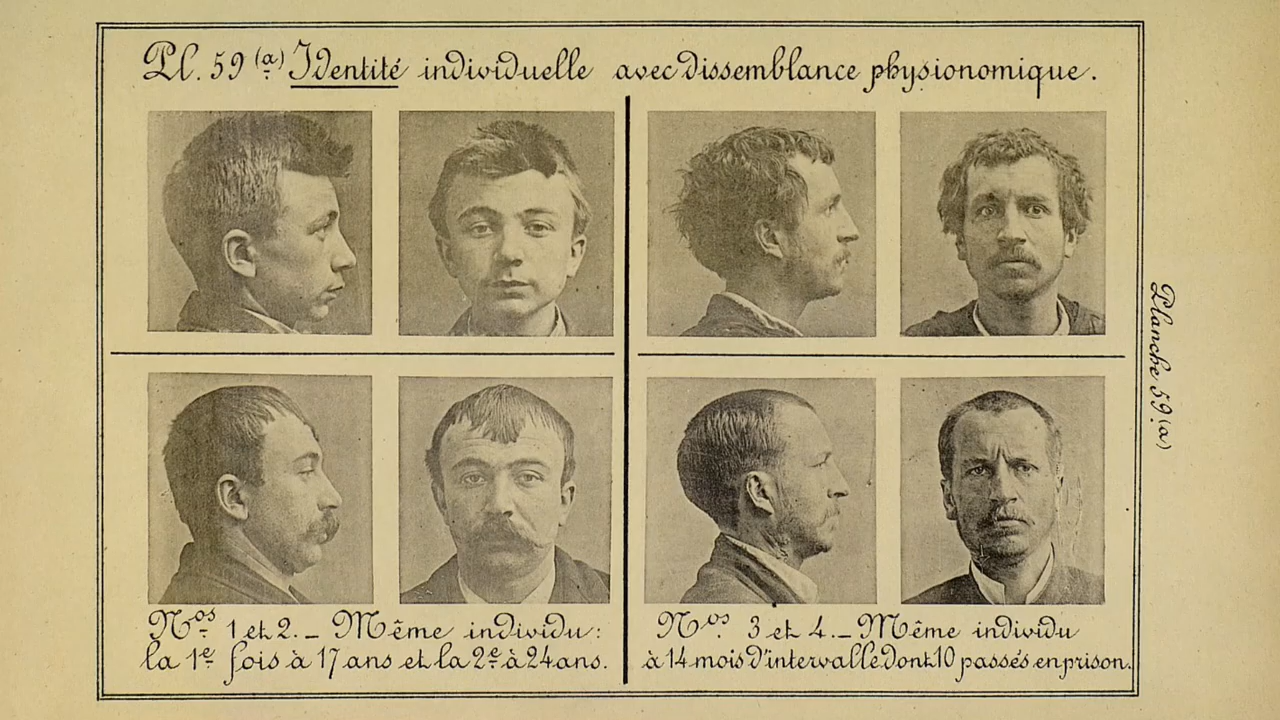 Pl. 59 (a) Identité individuelle avec dissemblance physionomique.
Nos 1 et 2. – Même individu:
la 1e fois à 17 ans et la 2e à 24 ans.
Nos 3 et 4. – Même individu
à 14 mois d'intervalle dont 10 passés en prison.
Planche 59 (a)